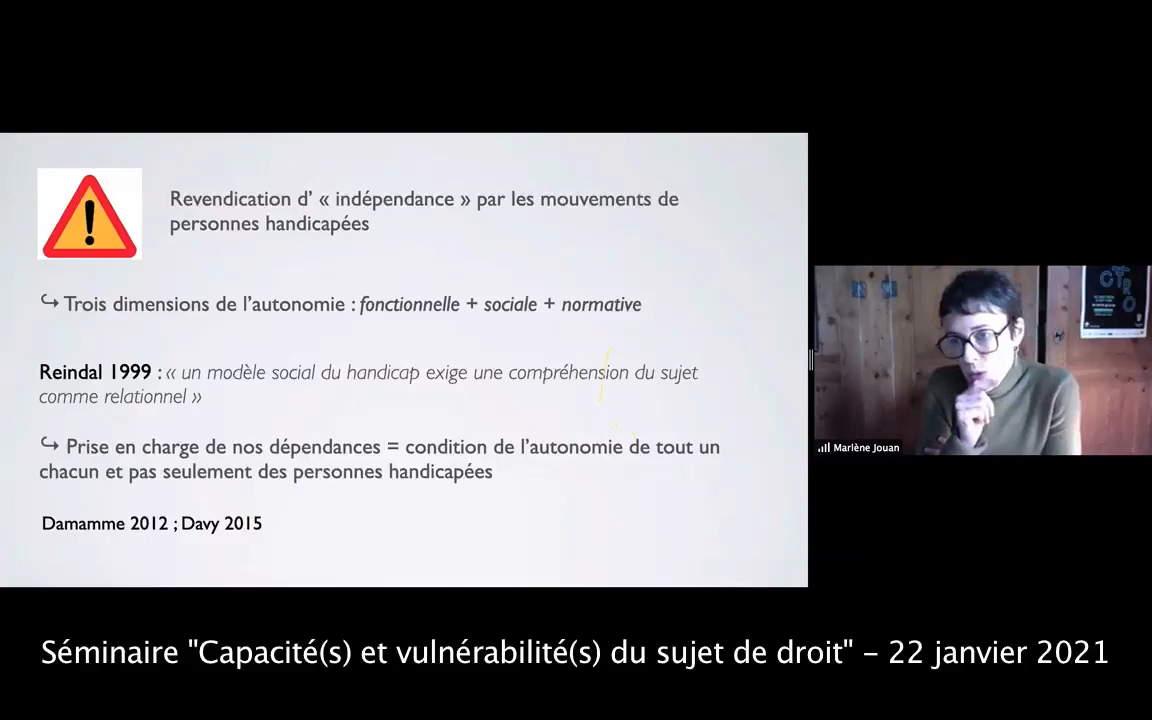 Revendication d' « indépendance » par les mouvements de
personnes handicapées
↪ Trois dimensions de l'autonomie : fonctionnelle + sociale + normative
Reindal 1999 : « un modèle social du handicap exige une compréhension du sujet
comme relationnel »
↪ Prise en charge de nos dépendances = condition de l'autonomie de tout un
chacun et pas seulement des personnes handicapées
Damamme 2012 ; Davy 2015
CTRO
Marlène Jouan
Séminaire "Capacité(s) et vulnérabilité(s) du sujet de droit" – 22 janvier 2021